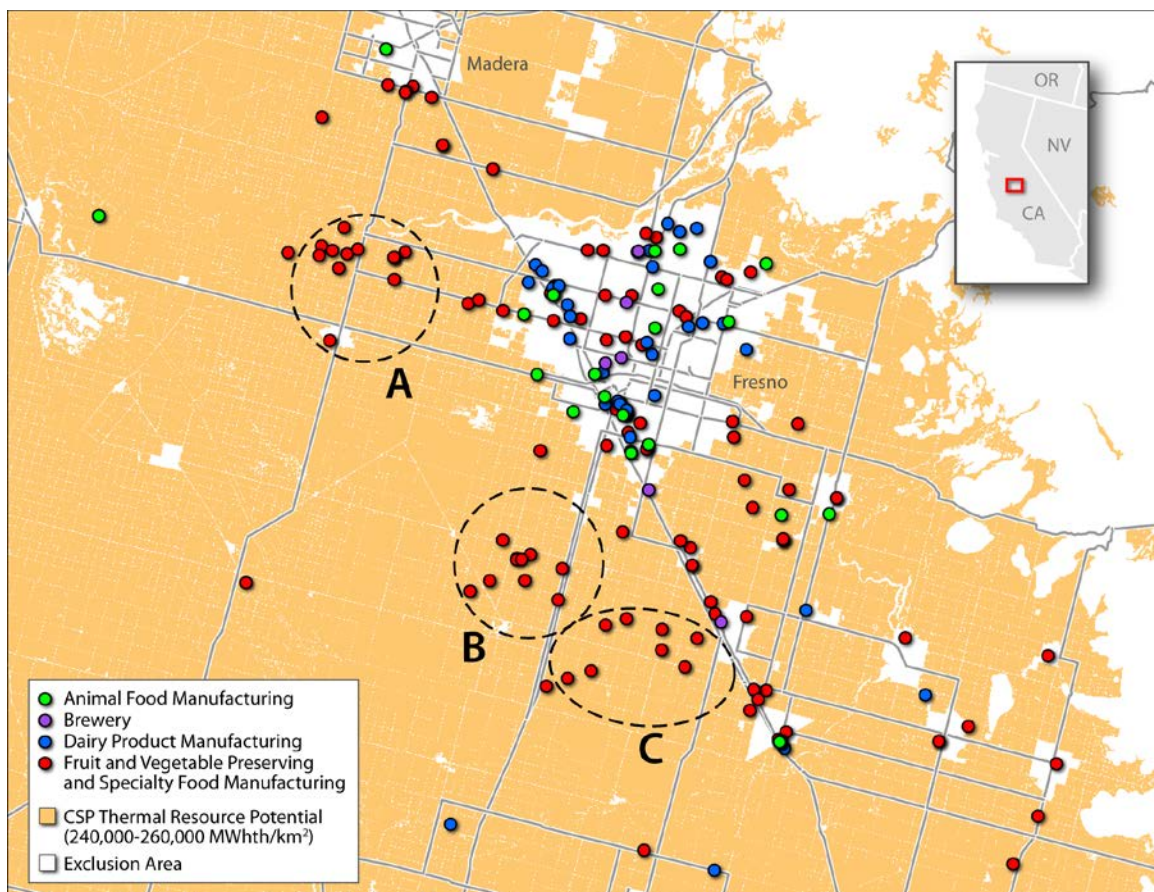 Madera
OR
NV
CA
A
Fresno
B
C
Animal Food Manufacturing
Brewery
Dairy Product Manufacturing
Fruit and Vegetable Preserving
and Specialty Food Manufacturing
CSP Thermal Resource Potential
(240,000-260,000 MWhth/km²)
Exclusion Area